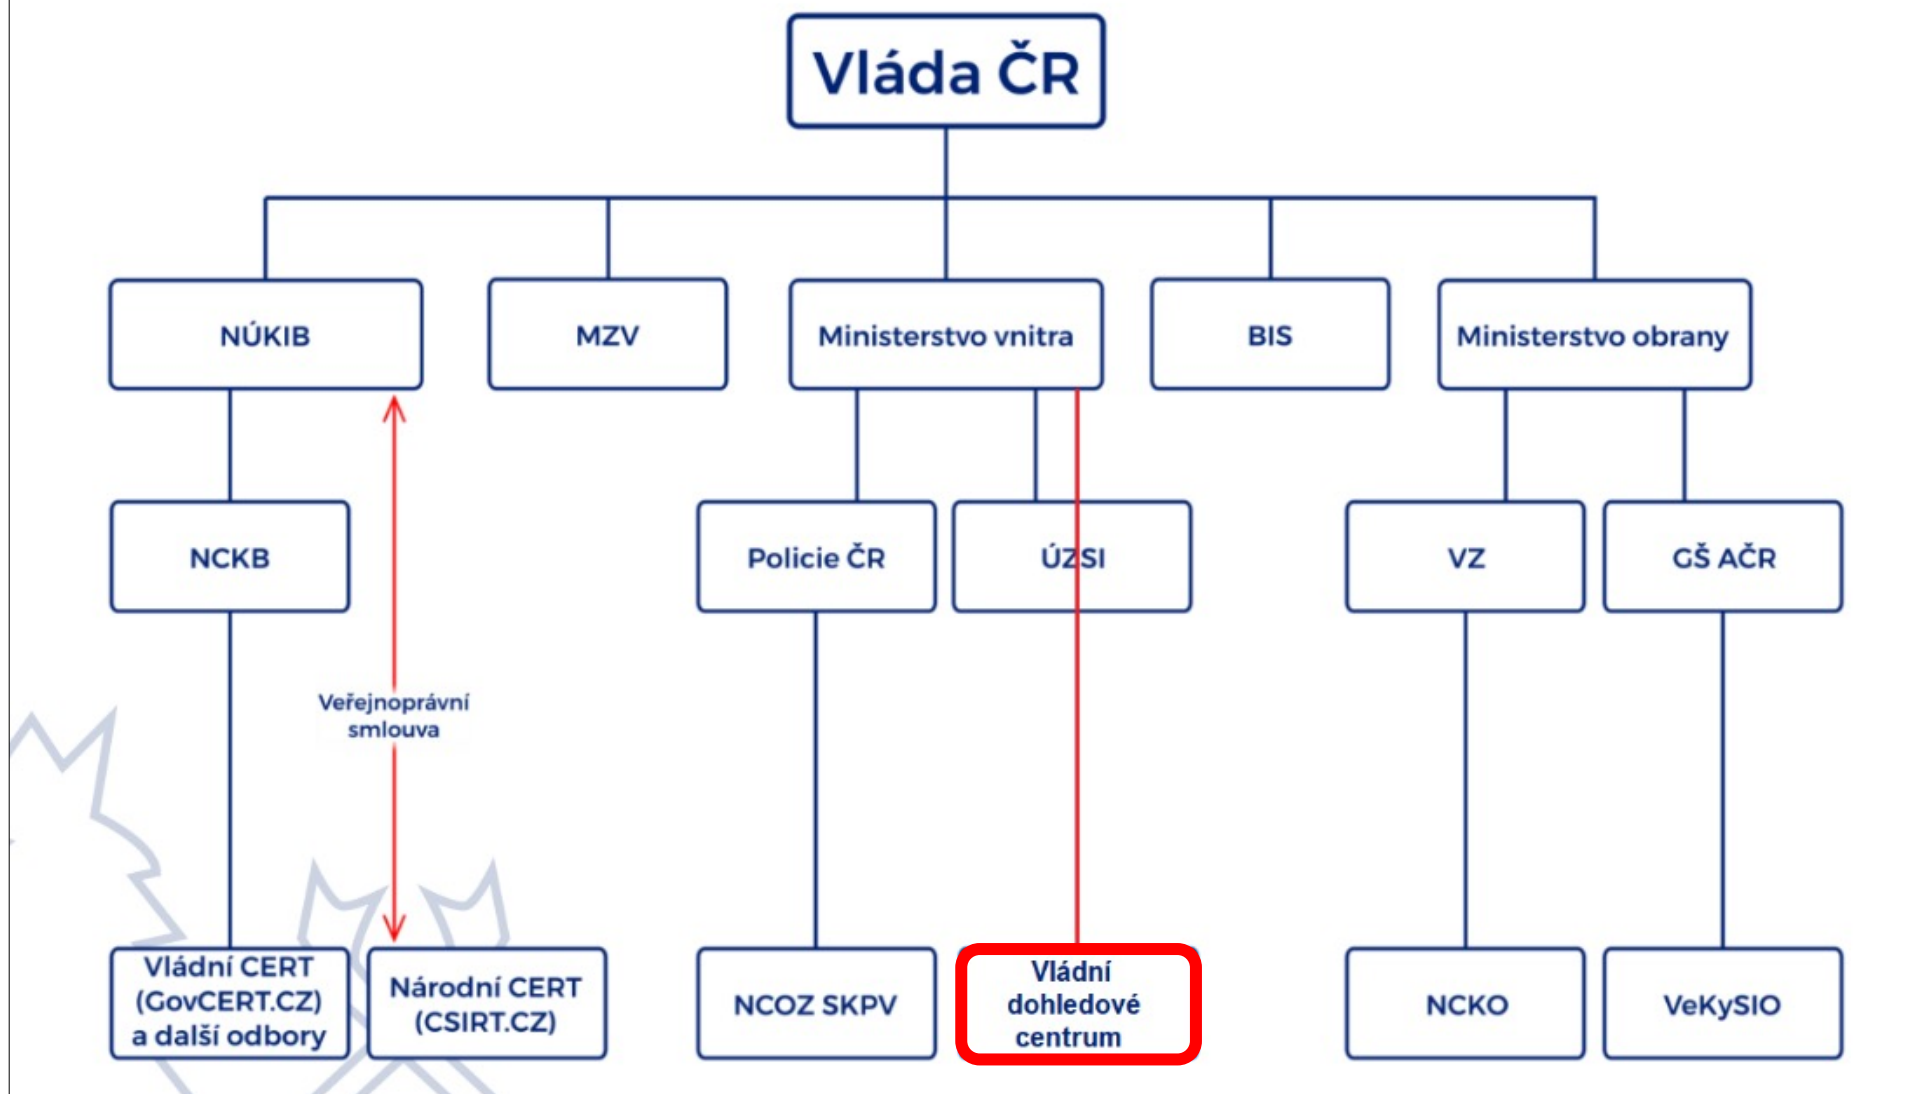 Vláda ČR
NÚKIB
MZV
Ministerstvo vnitra
BIS
Ministerstvo obrany
NCKB
Policie ČR
ÚZSI
VZ
GŠ AČR
Veřejnoprávní
smlouva
Vládní CERT
(GovCERT.CZ)
a další odbory
Národní CERT
(CSIRT.CZ)
NCOZ SKPV
Vládní
dohledové
centrum
NCKO
VeKySIO